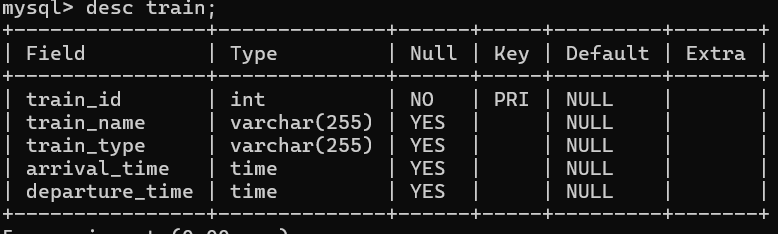 mysql> desc train;
+----------------+--------------+------+-----+---------+-------+
| Field          | Type         | Null | Key | Default | Extra |
+----------------+--------------+------+-----+---------+-------+
| train_id       | int          | NO   | PRI | NULL    |       |
| train_name     | varchar(255) | YES  |     | NULL    |       |
| train_type     | varchar(255) | YES  |     | NULL    |       |
| arrival_time   | time         | YES  |     | NULL    |       |
| departure_time | time         | YES  |     | NULL    |       |
+----------------+--------------+------+-----+---------+-------+